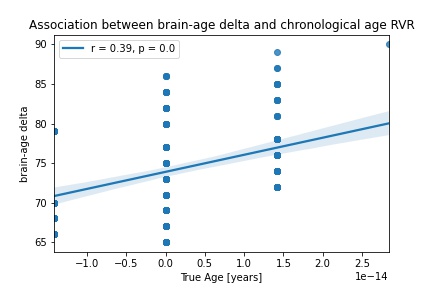 Association between brain-age delta and chronological age RVR
r = 0.39, p = 0.0
brain-age delta
90
85
80
75
70
65
−1.0 −0.5 0.0 0.5 1.0 1.5 2.0 2.5
1e−14
True Age [years]